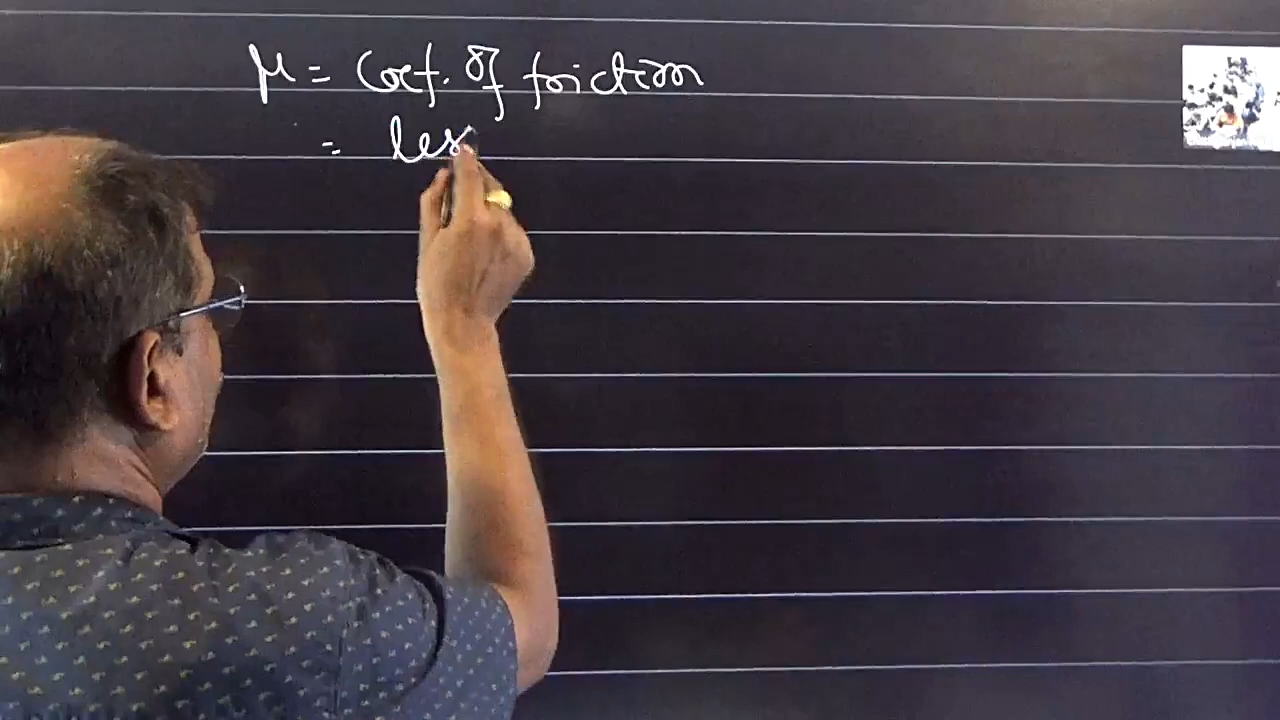 μ = Coef. of friction
= les